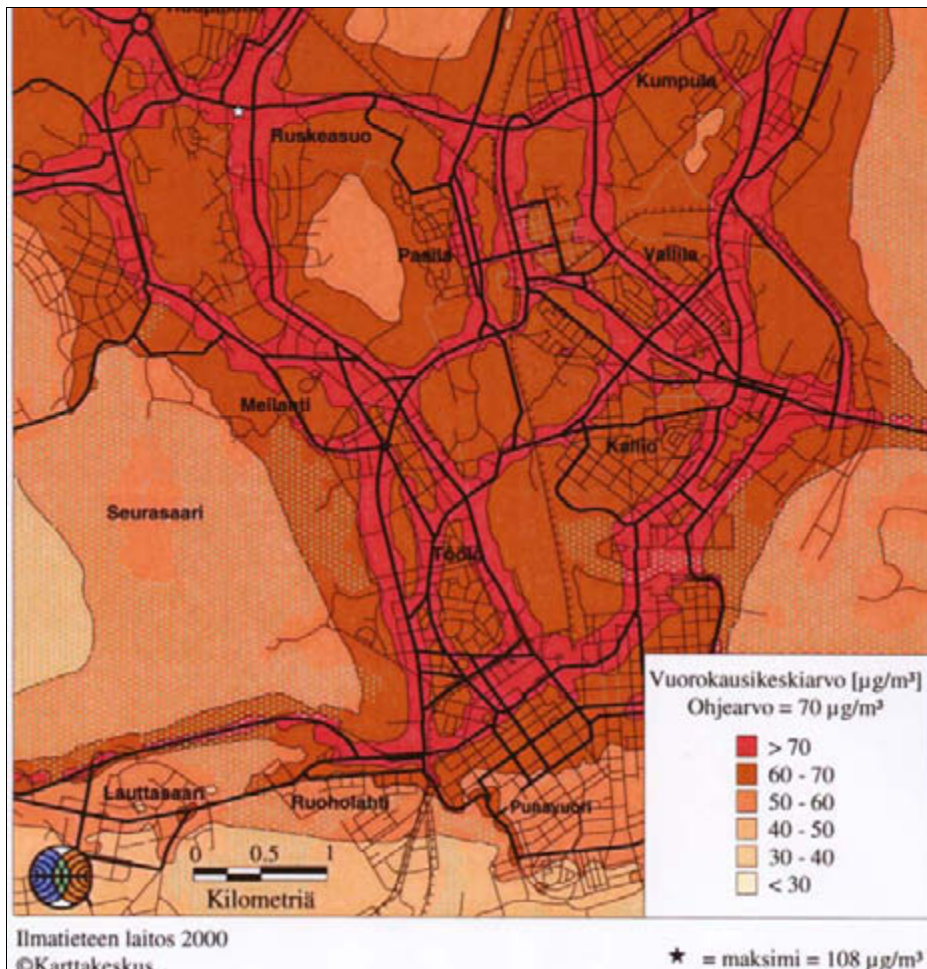 Kumpula
Ruskeasuo
Pasila
Vallila
Meilahti
Kallio
Seurasaari
Töölö
Vuorokausikeskiarvo [µg/m³]
Ohjearvo = 70 µg/m³
> 70
60 - 70
50 - 60
40 - 50
30 - 40
< 30
Lauttasaari
Ruoholahti
Punavuori
0 0.5 1
Kilometriä
Ilmatieteen laitos 2000
©Karttakeskus
★ = maksimi = 108 µg/m³